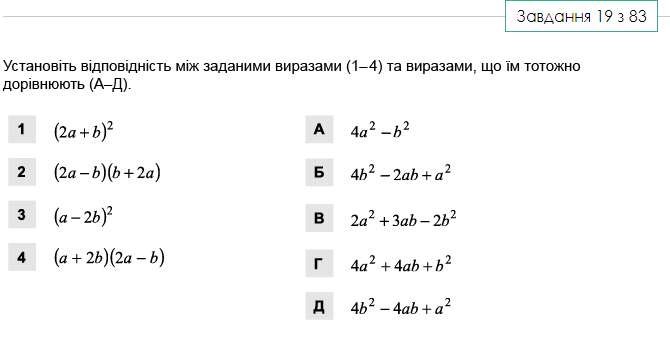 Завдання 19 з 83
Установіть відповідність між заданими виразами (1–4) та виразами, що їм тотожно
дорівнюють (А–Д).
1 (2a + b)² А 4a² – b²
2 (2a – b)(b + 2a) Б 4b² – 2ab + a²
3 (a – 2b)² В 2a² + 3ab – 2b²
4 (a + 2b)(2a – b) Г 4a² + 4ab + b²
Д 4b² – 4ab + a²